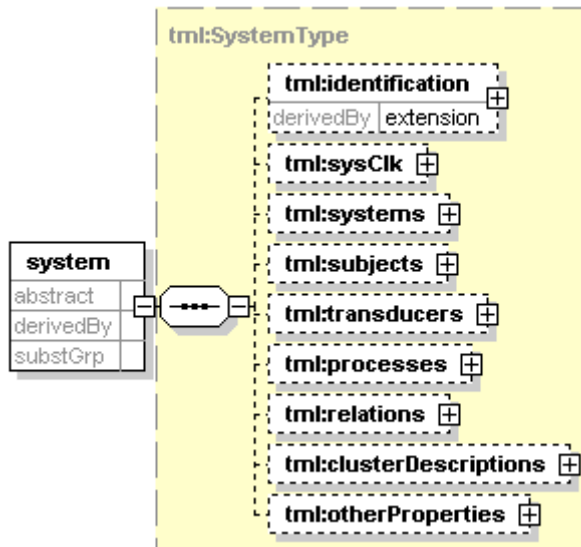 tml:SystemType
tml:identification
derivedBy extension
tml:sysClk
tml:systems
tml:subjects
system
abstract
derivedBy
substGrp
tml:transducers
tml:processes
tml:relations
tml:clusterDescriptions
tml:otherProperties